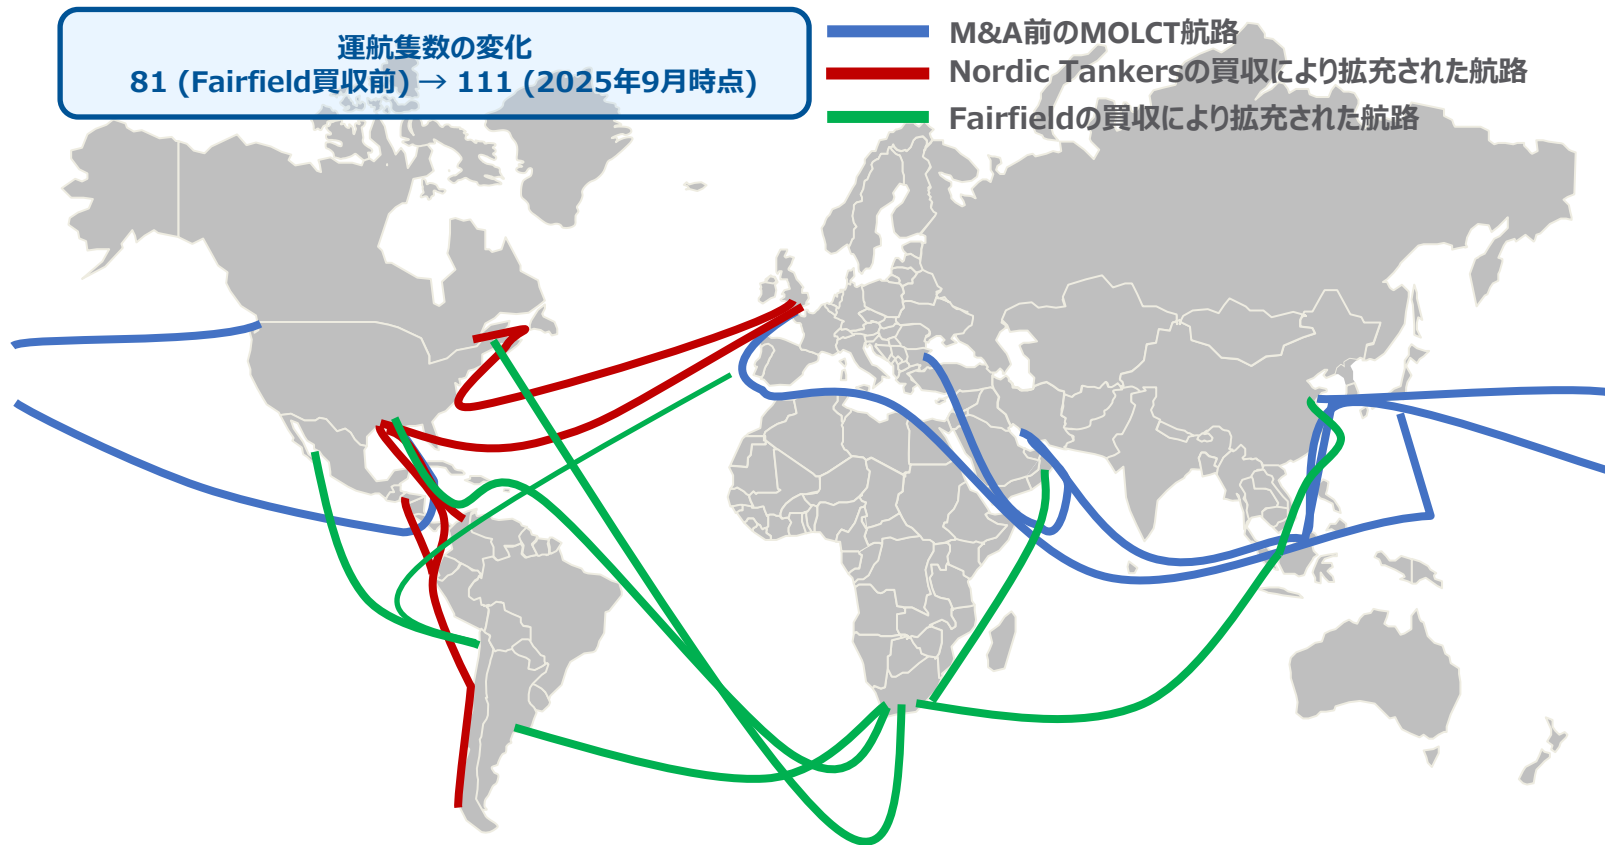 運航隻数の変化
81 (Fairfield買収前) → 111 (2025年9月時点)
M&A前のMOLCT航路
Nordic Tankersの買収により拡充された航路
Fairfieldの買収により拡充された航路